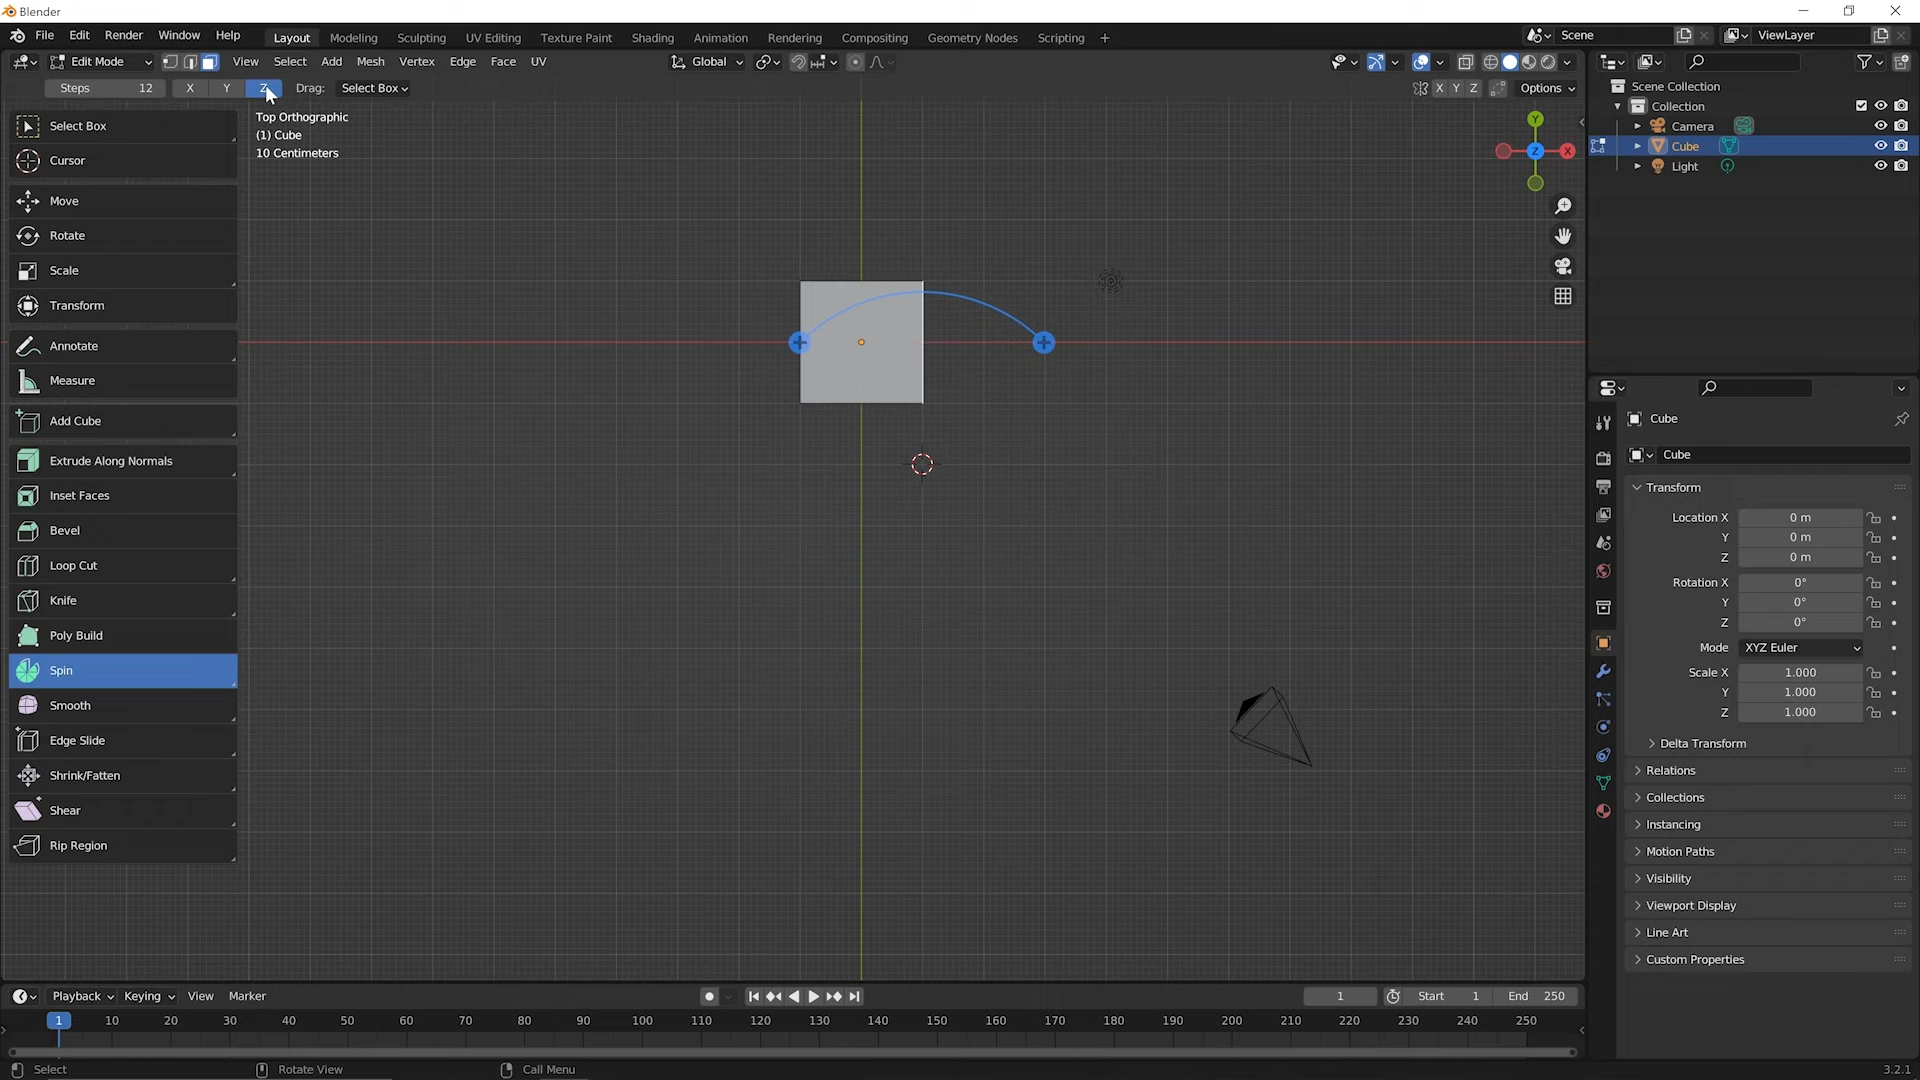 Blender
File Edit Render Window Help Layout Modeling Sculpting UV Editing Texture Paint Shading Animation Rendering Compositing Geometry Nodes Scripting + Scene ViewLayer
Edit Mode View Select Add Mesh Vertex Edge Face UV Global
Steps 12 X Y Z Drag: Select Box X Y Z Options
Top Orthographic
(1) Cube
10 Centimeters
Select Box
Cursor
Move
Rotate
Scale
Transform
Annotate
Measure
Add Cube
Extrude Along Normals
Inset Faces
Bevel
Loop Cut
Knife
Poly Build
Spin
Smooth
Edge Slide
Shrink/Fatten
Shear
Rip Region
Y
Z
X
Scene Collection
Collection
Camera
Cube
Light
Cube
Cube
Transform
Location X 0 m
Y 0 m
Z 0 m
Rotation X 0°
Y 0°
Z 0°
Mode XYZ Euler
Scale X 1.000
Y 1.000
Z 1.000
Delta Transform
Relations
Collections
Instancing
Motion Paths
Visibility
Viewport Display
Line Art
Custom Properties
Playback Keying View Marker 1 Start 1 End 250
1 10 20 30 40 50 60 70 80 90 100 110 120 130 140 150 160 170 180 190 200 210 220 230 240 250
Select Rotate View Call Menu 3.2.1